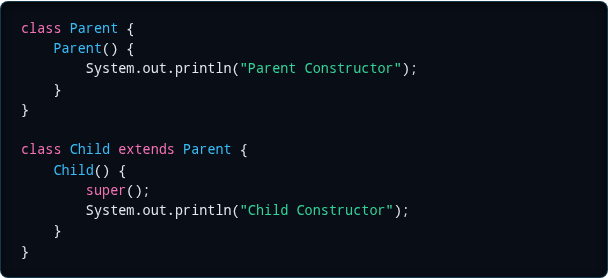 class Parent {
    Parent() {
        System.out.println("Parent Constructor");
    }
}

class Child extends Parent {
    Child() {
        super();
        System.out.println("Child Constructor");
    }
}